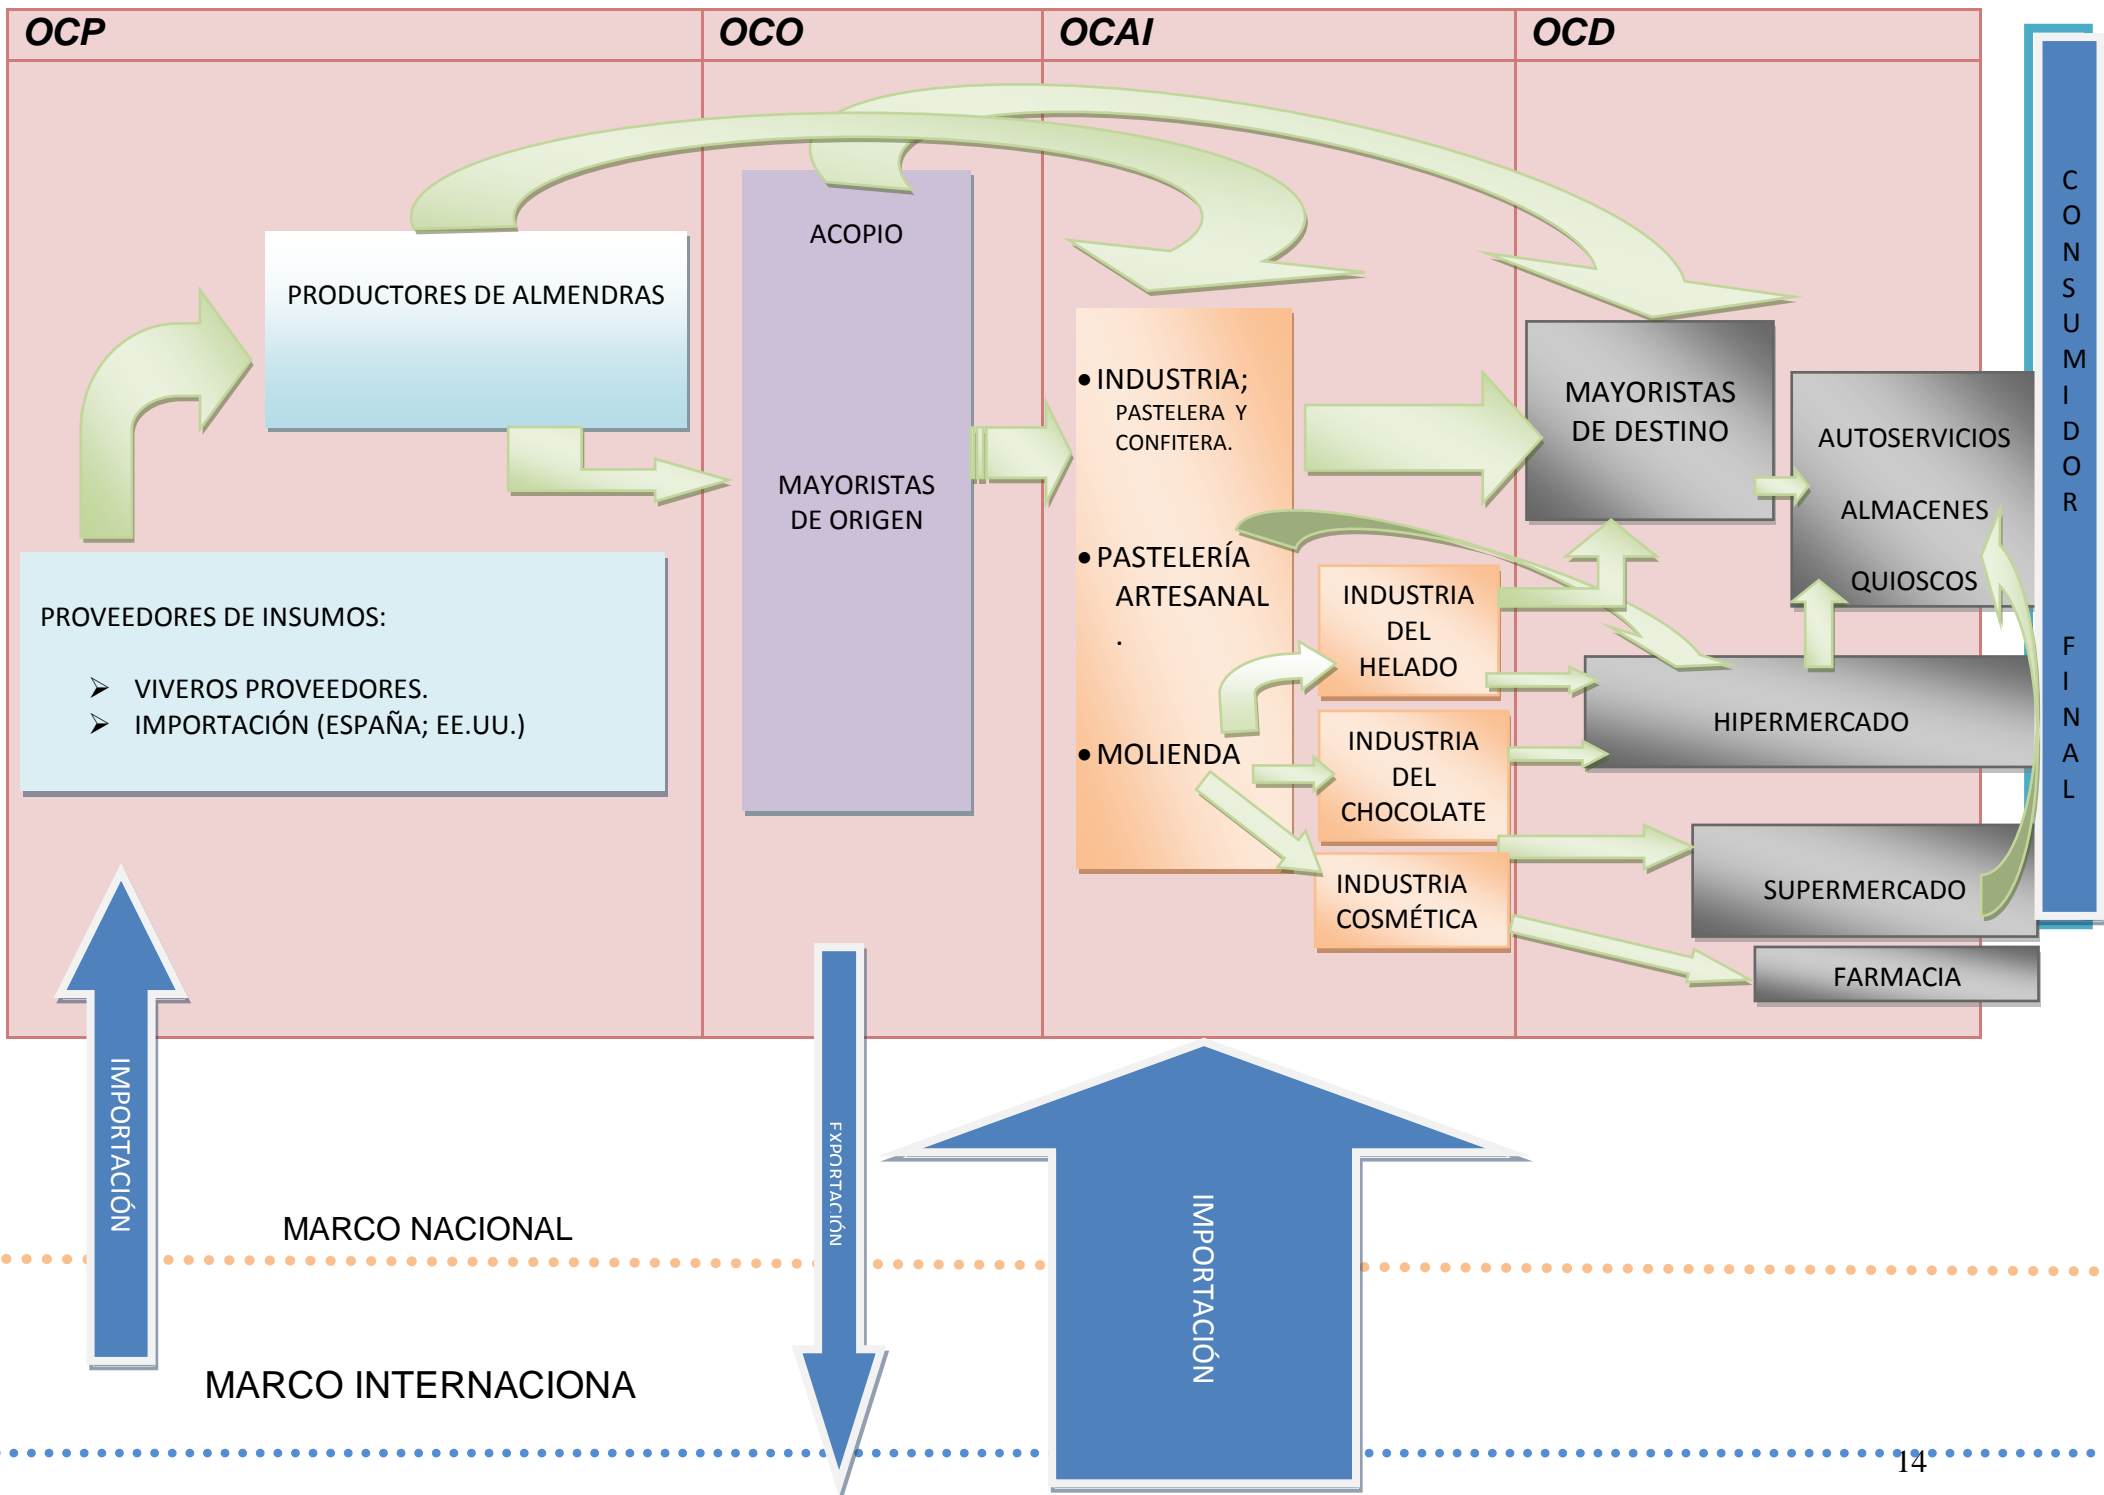 OCP
OCO
OCAI
OCD
PRODUCTORES DE ALMENDRAS
PROVEEDORES DE INSUMOS:
➢ VIVEROS PROVEEDORES.
➢ IMPORTACIÓN (ESPAÑA; EE.UU.)
ACOPIO
MAYORISTAS
DE ORIGEN
• INDUSTRIA;
PASTELERA Y
CONFITERA.
• PASTELERÍA
ARTESANAL
.
• MOLIENDA
INDUSTRIA
DEL
HELADO
INDUSTRIA
DEL
CHOCOLATE
INDUSTRIA
COSMÉTICA
MAYORISTAS
DE DESTINO
AUTOSERVICIOS
ALMACENES
QUIOSCOS
HIPERMERCADO
SUPERMERCADO
FARMACIA
CONSUMIDOR FINAL
IMPORTACIÓN
EXPORTACIÓN
IMPORTACIÓN
MARCO NACIONAL
MARCO INTERNACIONA
14